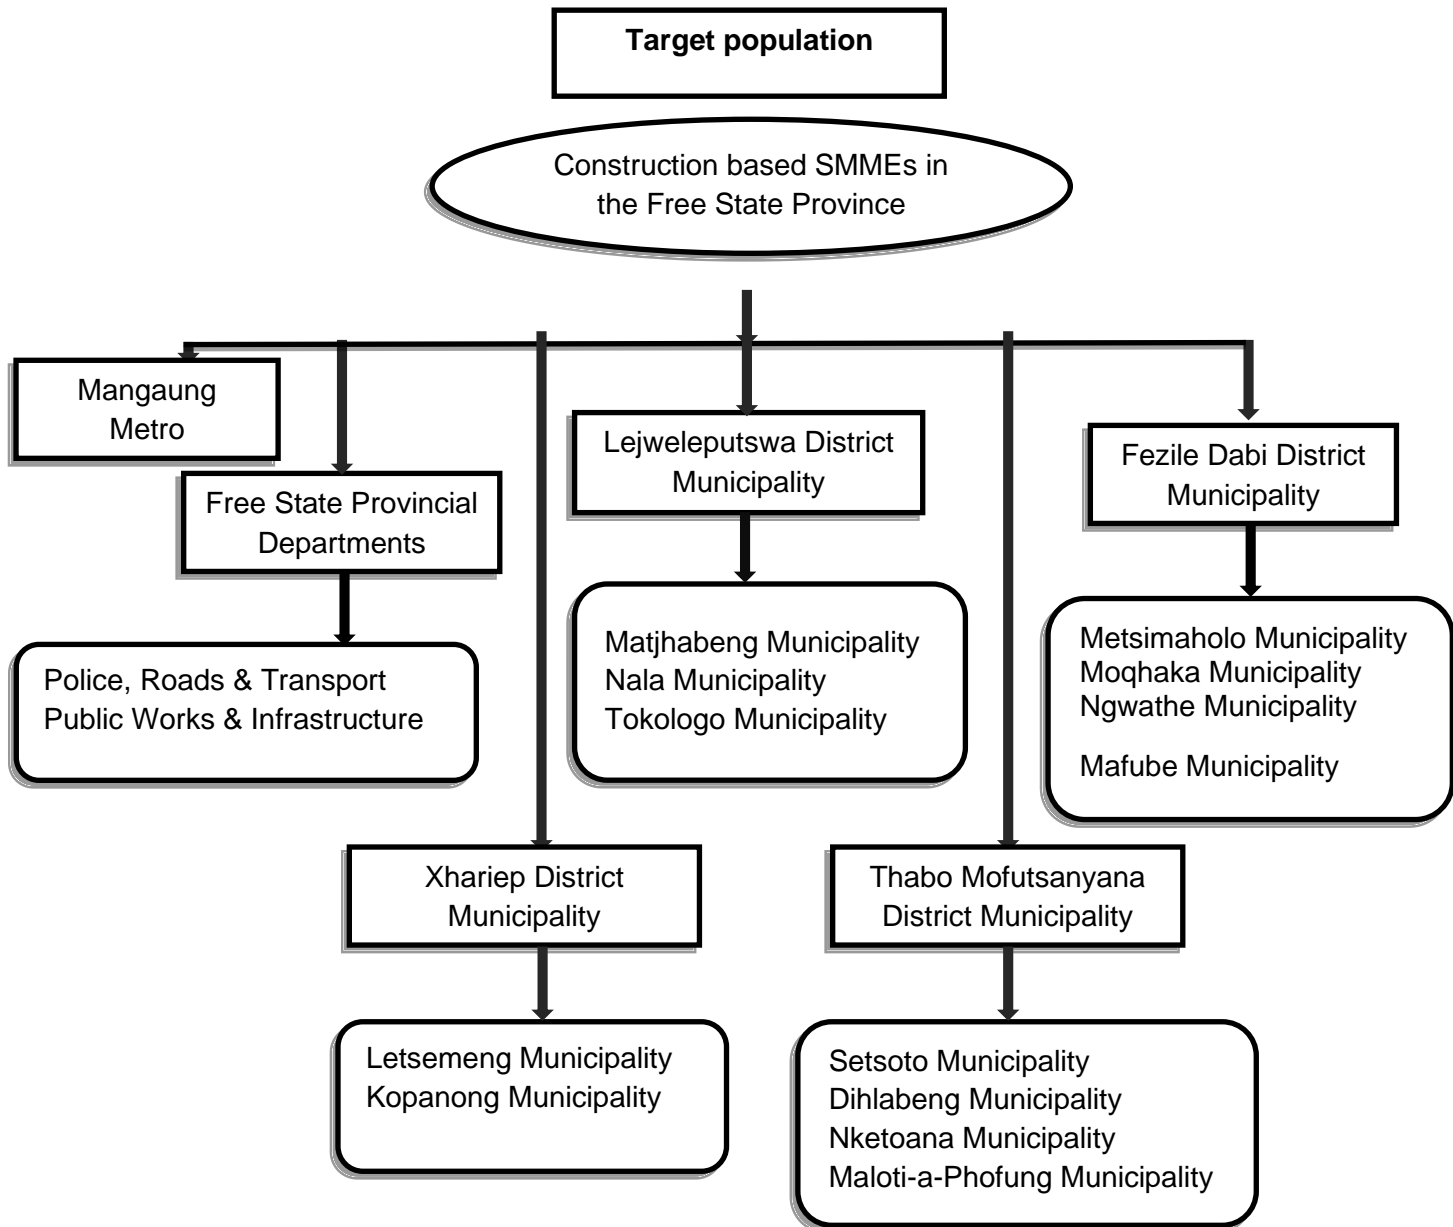 Target population
Construction based SMMEs in
the Free State Province
Mangaung
Metro
Free State Provincial
Departments
Police, Roads & Transport
Public Works & Infrastructure
Lejweleputswa District
Municipality
Matjhabeng Municipality
Nala Municipality
Tokologo Municipality
Fezile Dabi District
Municipality
Metsimaholo Municipality
Moqhaka Municipality
Ngwathe Municipality
Mafube Municipality
Xhariep District
Municipality
Letsemeng Municipality
Kopanong Municipality
Thabo Mofutsanyana
District Municipality
Setsoto Municipality
Dihlabeng Municipality
Nketoana Municipality
Maloti-a-Phofung Municipality